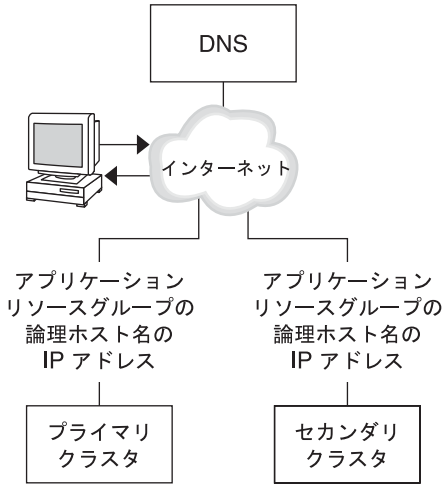 DNS
インターネット
アプリケーション
リソースグループの
論理ホスト名の
IP アドレス
アプリケーション
リソースグループの
論理ホスト名の
IP アドレス
プライマリ
クラスタ
セカンダリ
クラスタ